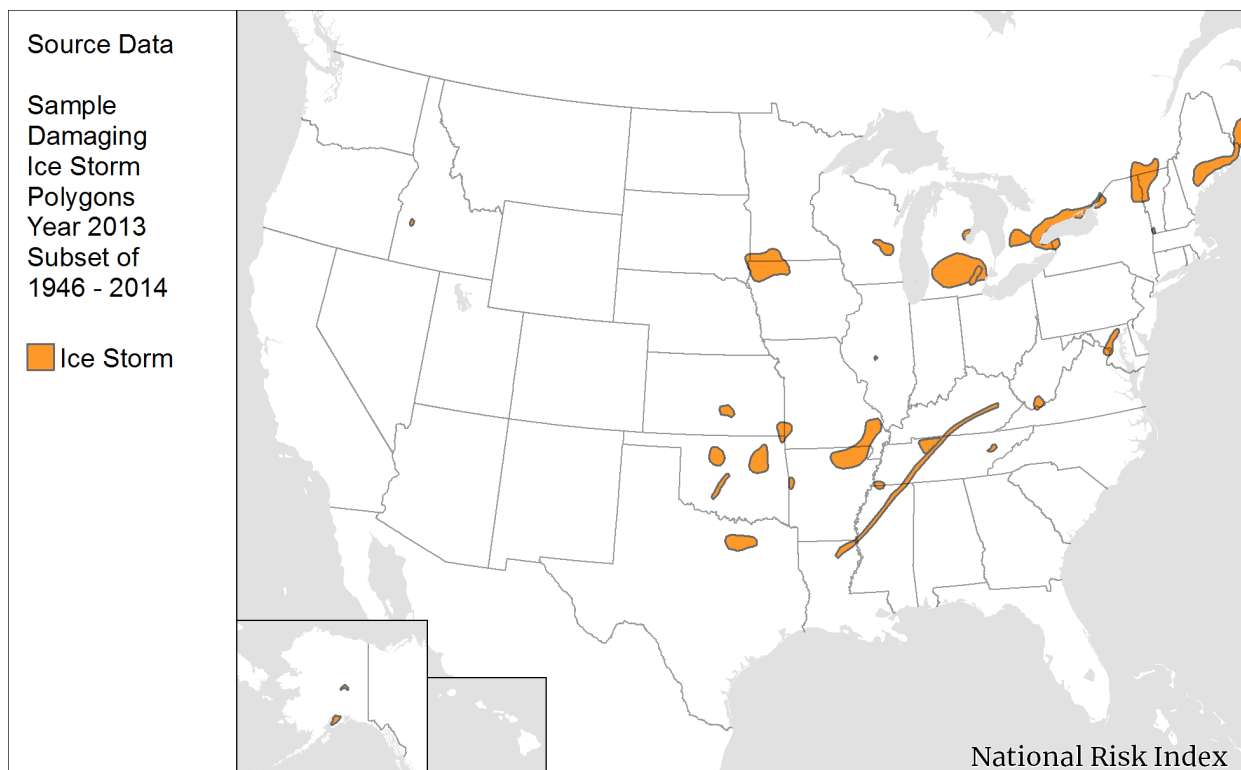 Source Data
Sample
Damaging
Ice Storm
Polygons
Year 2013
Subset of
1946 - 2014
Ice Storm
National Risk Index